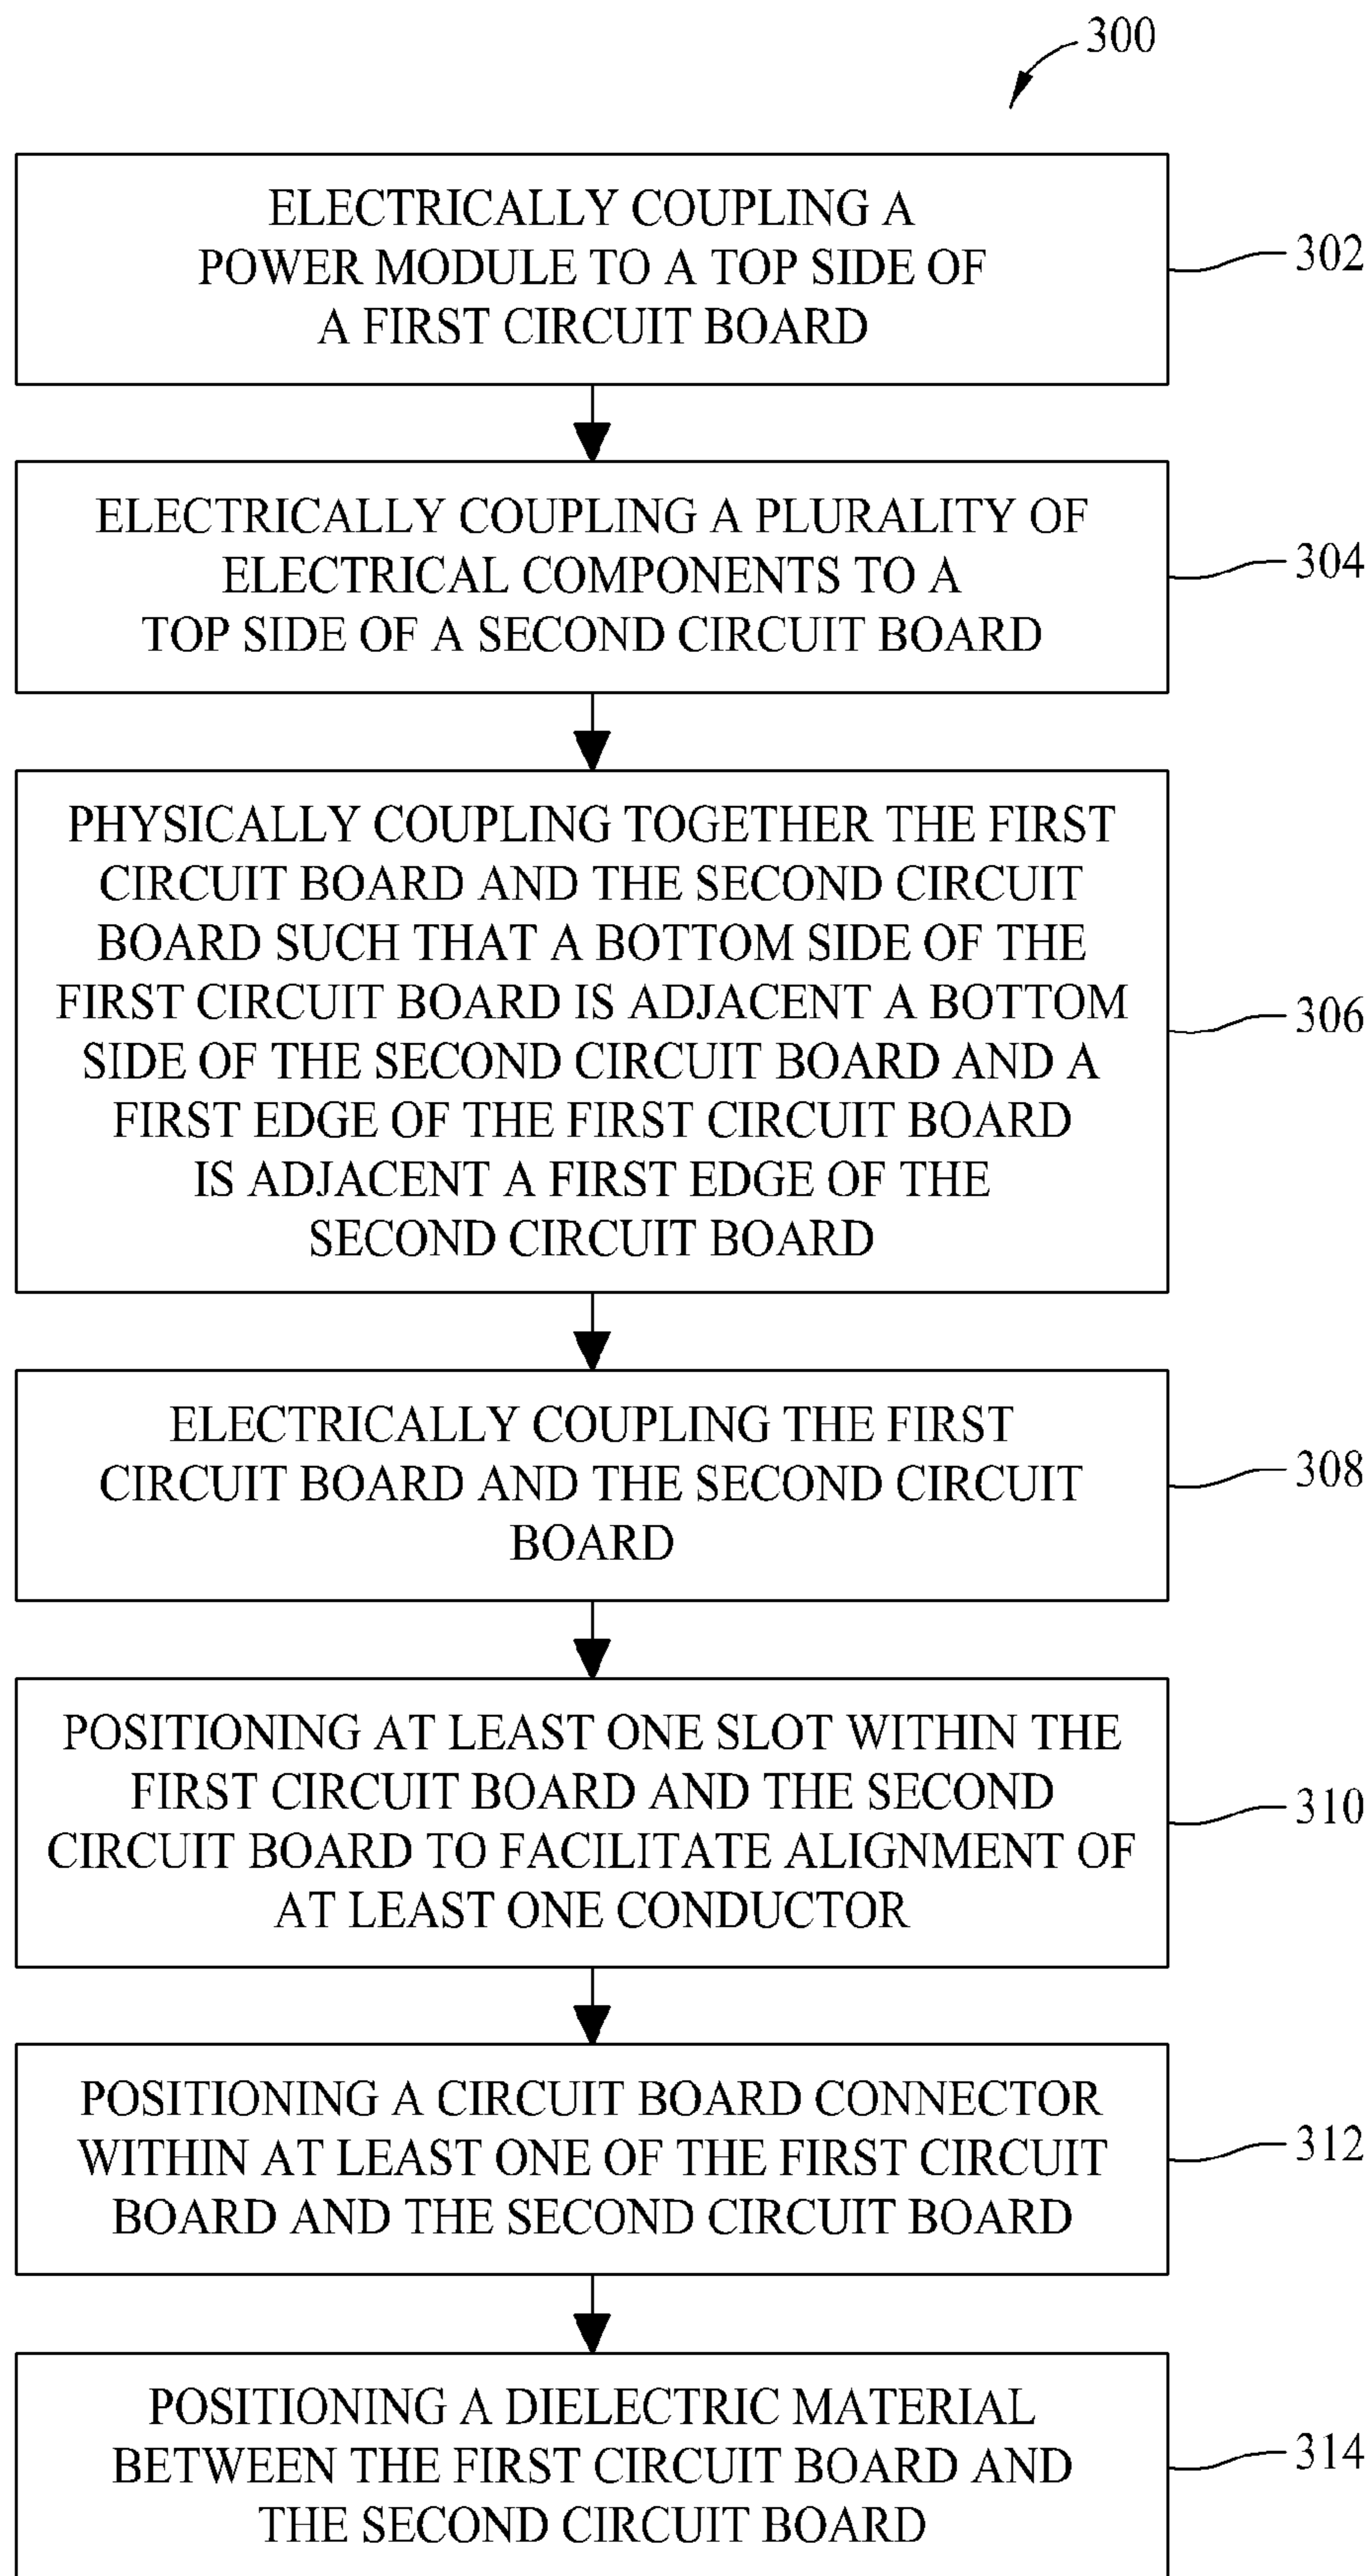 300
ELECTRICALLY COUPLING A
POWER MODULE TO A TOP SIDE OF
A FIRST CIRCUIT BOARD
302
ELECTRICALLY COUPLING A PLURALITY OF
ELECTRICAL COMPONENTS TO A
TOP SIDE OF A SECOND CIRCUIT BOARD
304
PHYSICALLY COUPLING TOGETHER THE FIRST
CIRCUIT BOARD AND THE SECOND CIRCUIT
BOARD SUCH THAT A BOTTOM SIDE OF THE
FIRST CIRCUIT BOARD IS ADJACENT A BOTTOM
SIDE OF THE SECOND CIRCUIT BOARD AND A
FIRST EDGE OF THE FIRST CIRCUIT BOARD
IS ADJACENT A FIRST EDGE OF THE
SECOND CIRCUIT BOARD
306
ELECTRICALLY COUPLING THE FIRST
CIRCUIT BOARD AND THE SECOND CIRCUIT
BOARD
308
POSITIONING AT LEAST ONE SLOT WITHIN THE
FIRST CIRCUIT BOARD AND THE SECOND
CIRCUIT BOARD TO FACILITATE ALIGNMENT OF
AT LEAST ONE CONDUCTOR
310
POSITIONING A CIRCUIT BOARD CONNECTOR
WITHIN AT LEAST ONE OF THE FIRST CIRCUIT
BOARD AND THE SECOND CIRCUIT BOARD
312
POSITIONING A DIELECTRIC MATERIAL
BETWEEN THE FIRST CIRCUIT BOARD AND
THE SECOND CIRCUIT BOARD
314